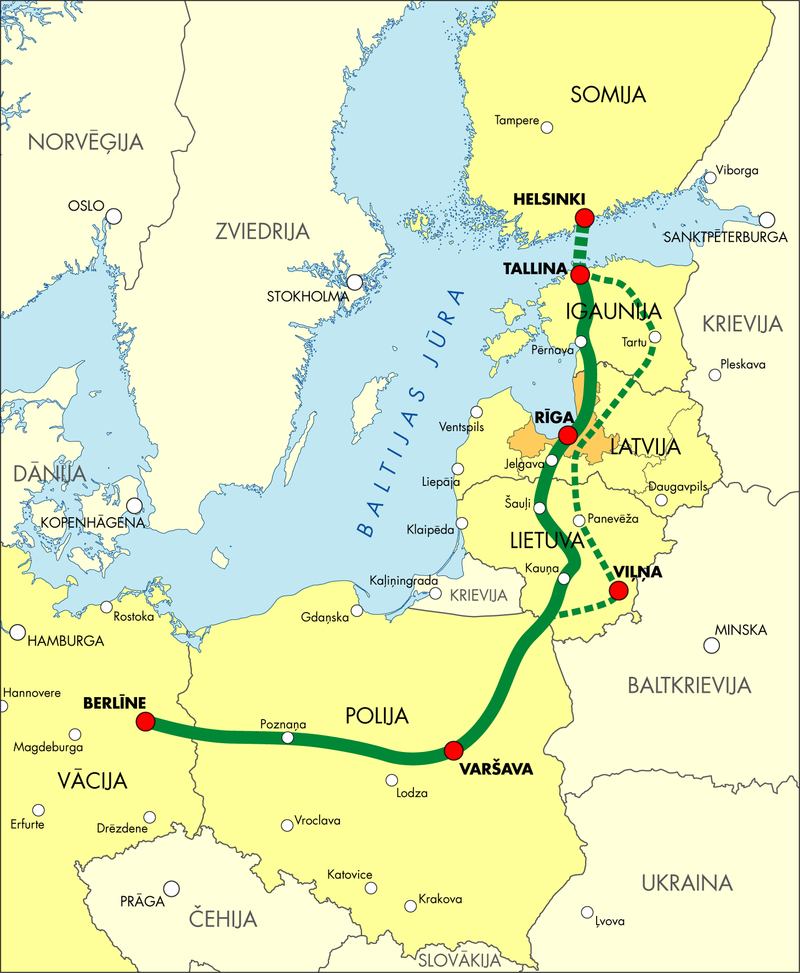 SOMIJA
Tampere
NORVĒĢIJA
Viborga
HELSINKI
OSLO
ZVIEDRIJA
SANKTPĒTERBURGA
TALLINA
STOKHOLMA
IGAUNIJA
KRIEVIJA
Tartu
Pērnava
Pleskava
BALTIJAS JŪRA
RĪGA
Ventspils
LATVIJA
Jelgava
DĀNIJA
Liepāja
Daugavpils
Šauļi
KOPENHĀGENA
Klaipēda
Panevēža
LIETUVA
Kauņa
VIĻŅA
Kaļiņingrada
KRIEVIJA
Gdaņska
Rostoka
HAMBURGA
MINSKA
BALTKRIEVIJA
Hannovere
BERLĪNE
POLIJA
Poznaņa
Magdeburga
VARŠAVA
VĀCIJA
Lodza
Erfurte
Drēzdene
Vroclava
Katovice
UKRAINA
PRĀGA
Krakova
ČEHIJA
Ļvova
SLOVĀKIJA